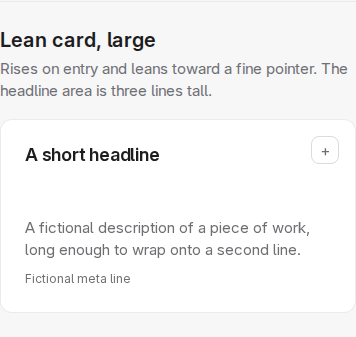 Lean card, large
Rises on entry and leans toward a fine pointer. The
headline area is three lines tall.
A short headline
+
A fictional description of a piece of work,
long enough to wrap onto a second line.
Fictional meta line